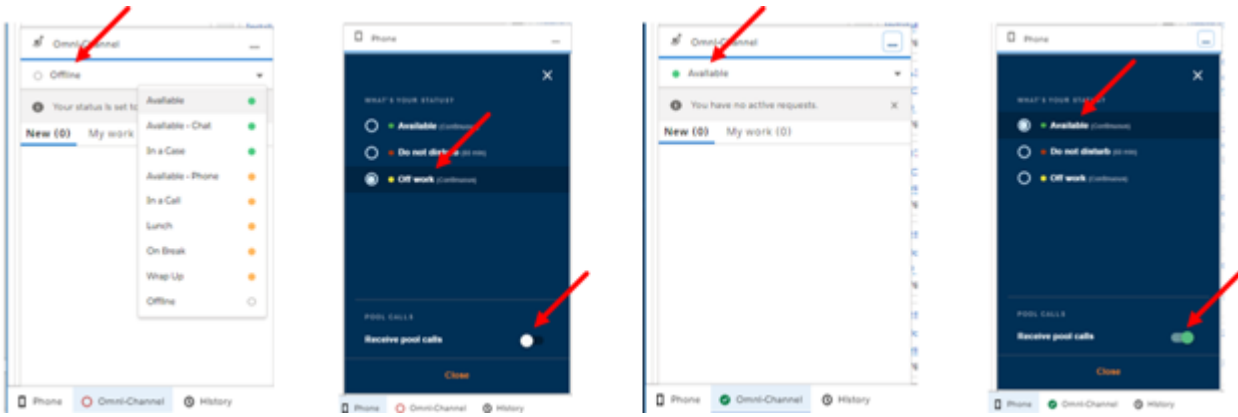 Omni-Channel
Offline
Your status is set to
New (0) My work
Available
Available - Chat
In a Case
Available - Phone
In a Call
Lunch
On Break
Wrap Up
Offline
Phone Omni-Channel History
Phone
WHAT'S YOUR STATUS?
Available (Continuous)
Do not disturb (60 min)
Off work (Continuous)
POOL CALLS
Receive pool calls
Close
Phone Omni-Channel History
Omni-Channel
Available
You have no active requests.
New (0) My work (0)
Phone Omni-Channel History
Phone
WHAT'S YOUR STATUS?
Available (Continuous)
Do not disturb (60 min)
Off work (Continuous)
POOL CALLS
Receive pool calls
Close
Phone Omni-Channel History